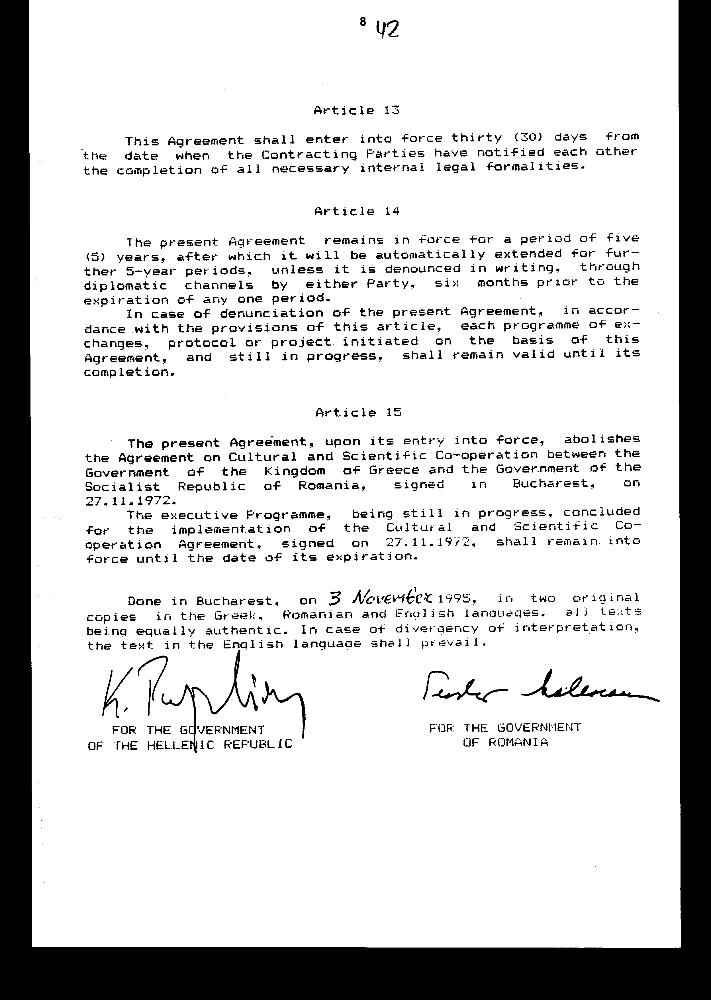 8 42
Article 13
This Agreement shall enter into force thirty (30) days from
the date when the Contracting Parties have notified each other
the completion of all necessary internal legal formalities.
Article 14
The present Agreement remains in force for a period of five
(5) years, after which it will be automatically extended for fur-
ther 5-year periods, unless it is denounced in writing, through
diplomatic channels by either Party, six months prior to the
expiration of any one period.
In case of denunciation of the present Agreement, in accor-
dance with the provisions of this article, each programme of ex-
changes, protocol or project initiated on the basis of this
Agreement, and still in progress, shall remain valid until its
completion.
Article 15
The present Agreement, upon its entry into force, abolishes
the Agreement on Cultural and Scientific Co-operation between the
Government of the Kingdom of Greece and the Government of the
Socialist Republic of Romania, signed in Bucharest, on
27.11.1972.
The executive Programme, being still in progress, concluded
for the implementation of the Cultural and Scientific Co-
operation Agreement, signed on 27.11.1972, shall remain into
force until the date of its expiration.
Done in Bucharest, on 3 November 1995, in two original
copies in the Greek, Romanian and English languages, all texts
being equally authentic. In case of divergency of interpretation,
the text in the English language shall prevail.
K.
FOR THE GOVERNMENT
OF THE HELLENIC REPUBLIC
FOR THE GOVERNMENT
OF ROMANIA